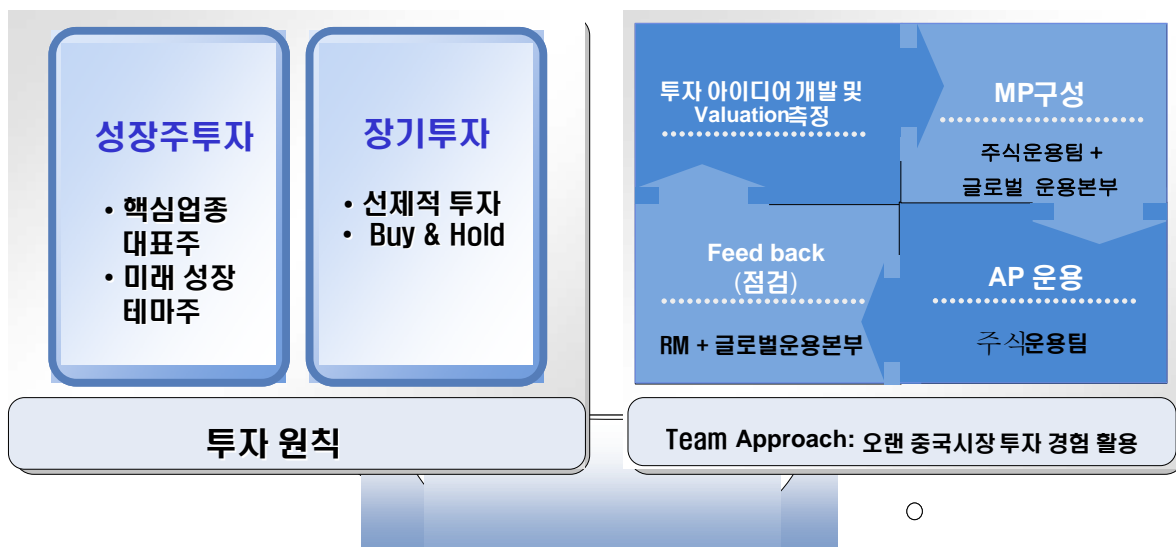 성장주투자
• 핵심업종
대표주
• 미래 성장
테마주
장기투자
• 선제적 투자
• Buy & Hold
투자 원칙
투자 아이디어 개발 및
Valuation측정
MP구성
주식운용팀 +
글로벌 운용본부
Feed back
(점검)
RM + 글로벌운용본부
AP 운용
주식운용팀
Team Approach: 오랜 중국시장 투자 경험 활용